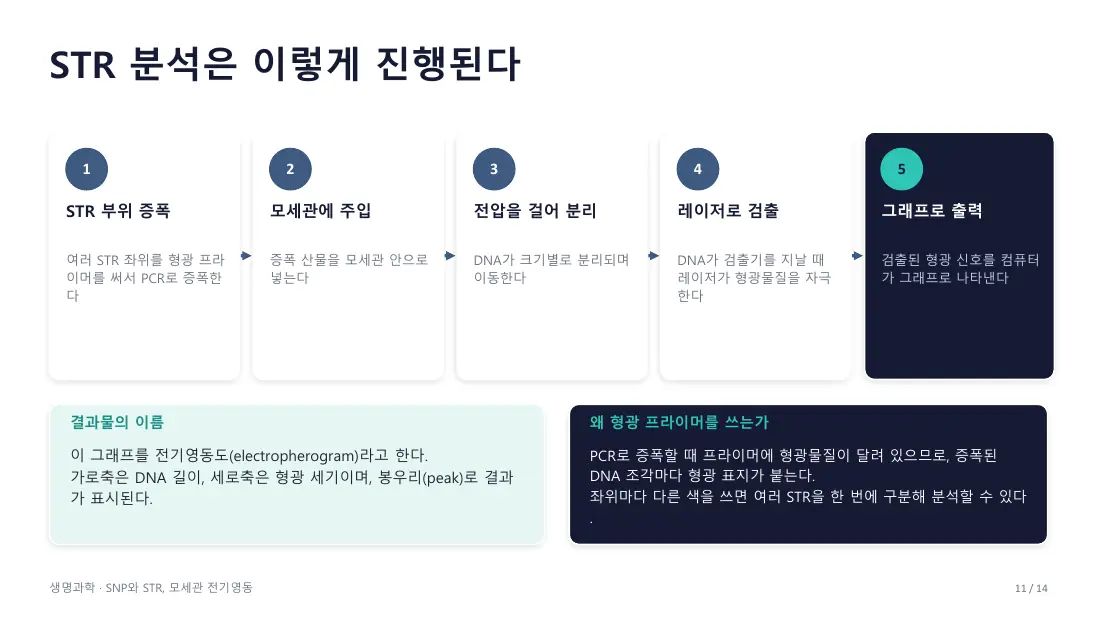 STR 분석은 이렇게 진행된다
1
STR 부위 증폭
여러 STR 좌위를 형광 프라
이머를 써서 PCR로 증폭한
다
2
모세관에 주입
증폭 산물을 모세관 안으로
넣는다
3
전압을 걸어 분리
DNA가 크기별로 분리되며
이동한다
4
레이저로 검출
DNA가 검출기를 지날 때
레이저가 형광물질을 자극
한다
5
그래프로 출력
검출된 형광 신호를 컴퓨터
가 그래프로 나타낸다
결과물의 이름
이 그래프를 전기영동도(electropherogram)라고 한다.
가로축은 DNA 길이, 세로축은 형광 세기이며, 봉우리(peak)로 결과
가 표시된다.
왜 형광 프라이머를 쓰는가
PCR로 증폭할 때 프라이머에 형광물질이 달려 있으므로, 증폭된
DNA 조각마다 형광 표지가 붙는다.
좌위마다 다른 색을 쓰면 여러 STR을 한 번에 구분해 분석할 수 있다
.
생명과학 · SNP와 STR, 모세관 전기영동
11 / 14